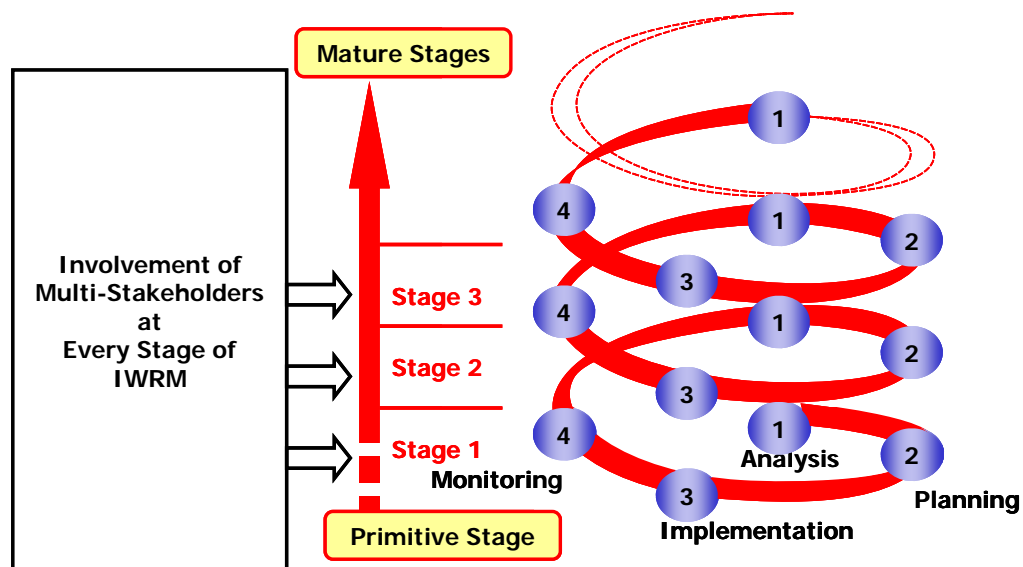 Mature Stages
Involvement of
Multi-Stakeholders
at
Every Stage of
IWRM
Stage 3
Stage 2
Stage 1
Primitive Stage
1
4
1
2
3
4
1
2
3
4
1
2
3
Analysis
Monitoring
Planning
Implementation